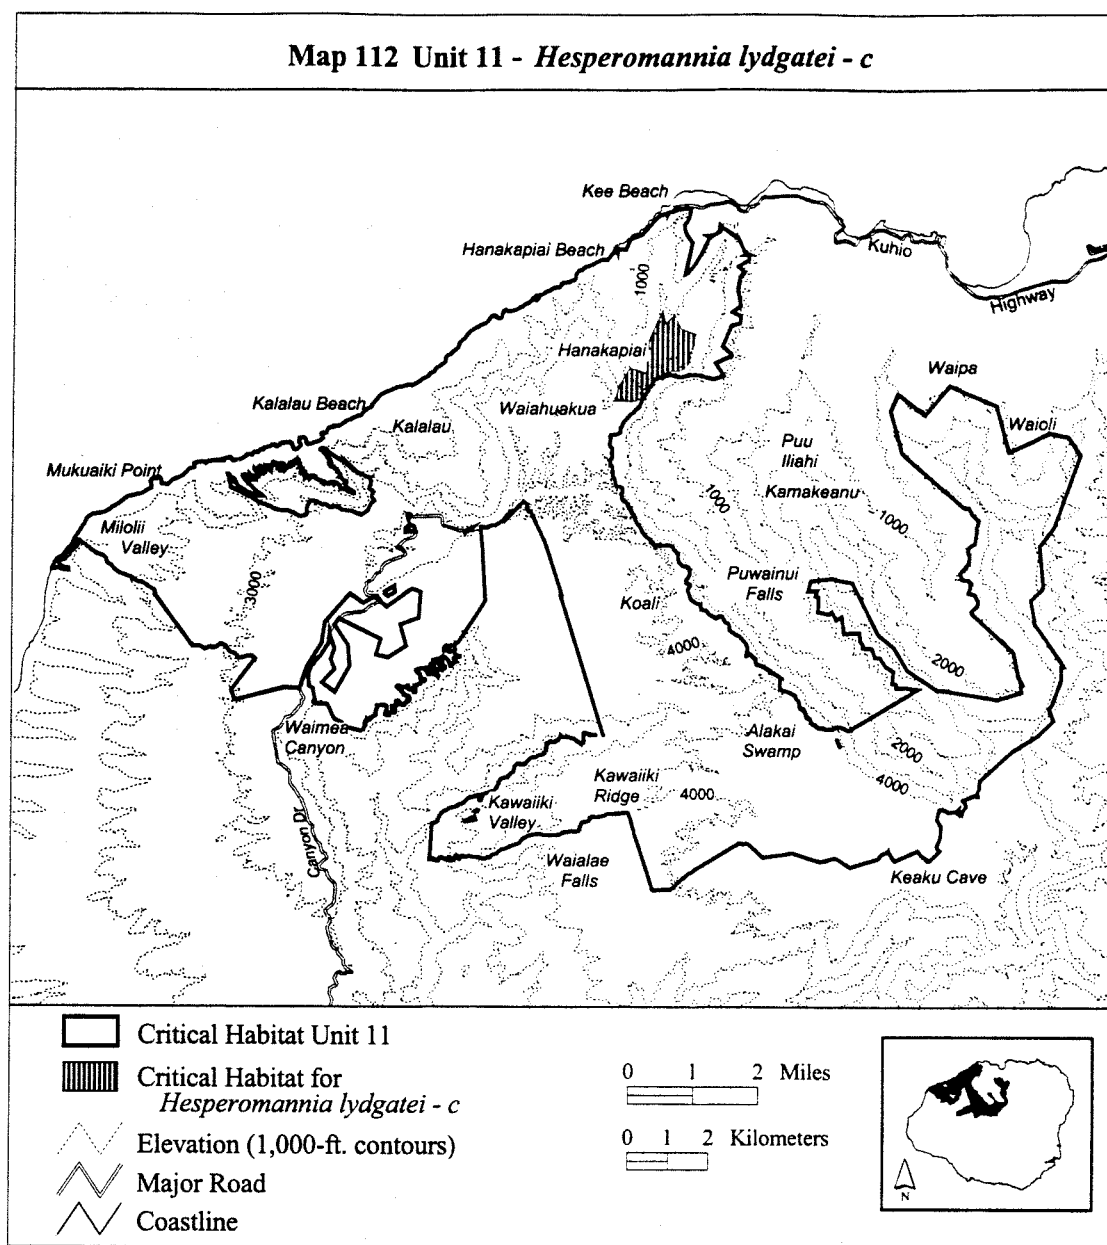 Map 112 Unit 11 - Hesperomannia lydgatei - c
Kee Beach
Hanakapiai Beach
Kuhio
Highway
1000
Hanakapiai
Waipa
Kalalau Beach
Waiahuakua
Kalalau
Waioli
Puu
Iliahi
Mukuaiki Point
Kamakeanu
1000
1000
Milolii
Valley
3000
Puwainui
Falls
Koali
4000
2000
Waimea
Canyon
Alakai
Swamp
2000
4000
Kawaiiki
Ridge
4000
Kawaiiki
Valley
Canyon Dr
Waialae
Falls
Keaku Cave
Critical Habitat Unit 11
Critical Habitat for
Hesperomannia lydgatei - c
Elevation (1,000-ft. contours)
Major Road
Coastline
0 1 2 Miles
0 1 2 Kilometers
N